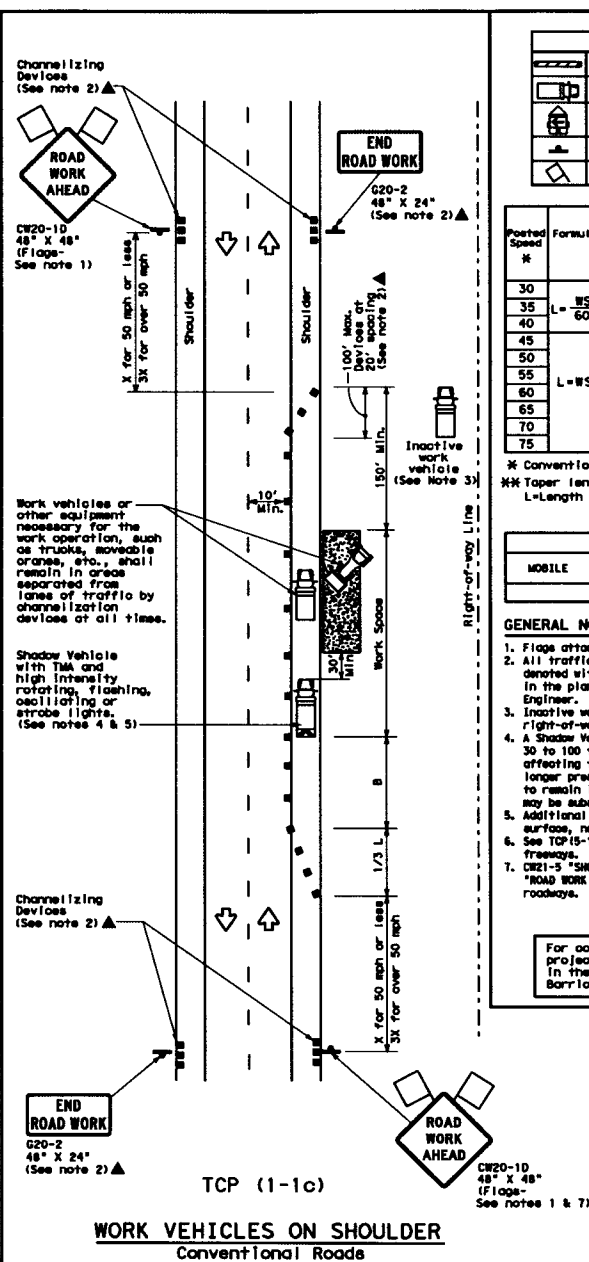 Channelizing
Devices
(See note 2) ▲
ROAD
WORK
AHEAD
CW20-1D
48" X 48"
(Flags-
See note 1)
END
ROAD WORK
G20-2
48" X 24"
(See note 2) ▲
X for 50 mph or less
3X for over 50 mph
Shoulder
Shoulder
100' Max.
Devices at
20' spacing
(See note 2) ▲
150' Min.
Inactive
work
vehicle
(See Note 3)
Right-of-way Line
10'
Min.
Work vehicles or
other equipment
necessary for the
work operation, such
as trucks, moveable
cranes, etc., shall
remain in areas
separated from
lanes of traffic by
channelization
devices at all times.
Work Space
30'
Min.
Shadow Vehicle
with TMA and
high intensity
rotating, flashing,
oscillating or
strobe lights.
(See notes 4 & 5)
B
1/3 L
X for 50 mph or less
3X for over 50 mph
Channelizing
Devices
(See note 2) ▲
END
ROAD WORK
G20-2
48" X 24"
(See note 2) ▲
ROAD
WORK
AHEAD
CW20-1D
48" X 48"
(Flags-
See notes 1 & 7)
TCP (1-1c)
WORK VEHICLES ON SHOULDER
Conventional Roads
Posted
Speed
*
30
35
40
45
50
55
60
65
70
75
L= WS
60
L=WS
* Conventio
** Taper len
L=Length
MOBILE
GENERAL N
1. Flags atta
2. All traffic
denoted wit
in the plan
Engineer.
3. Inactive w
right-of-w
4. A Shadow Ve
30 to 100
affecting
longer pre
to remain
may be sub
5. Additional
surface, n
6. See TCP(5-1
freeways.
7. CW21-5 "SH
"ROAD WORK
roadways.
For co
projec
in the
Barric